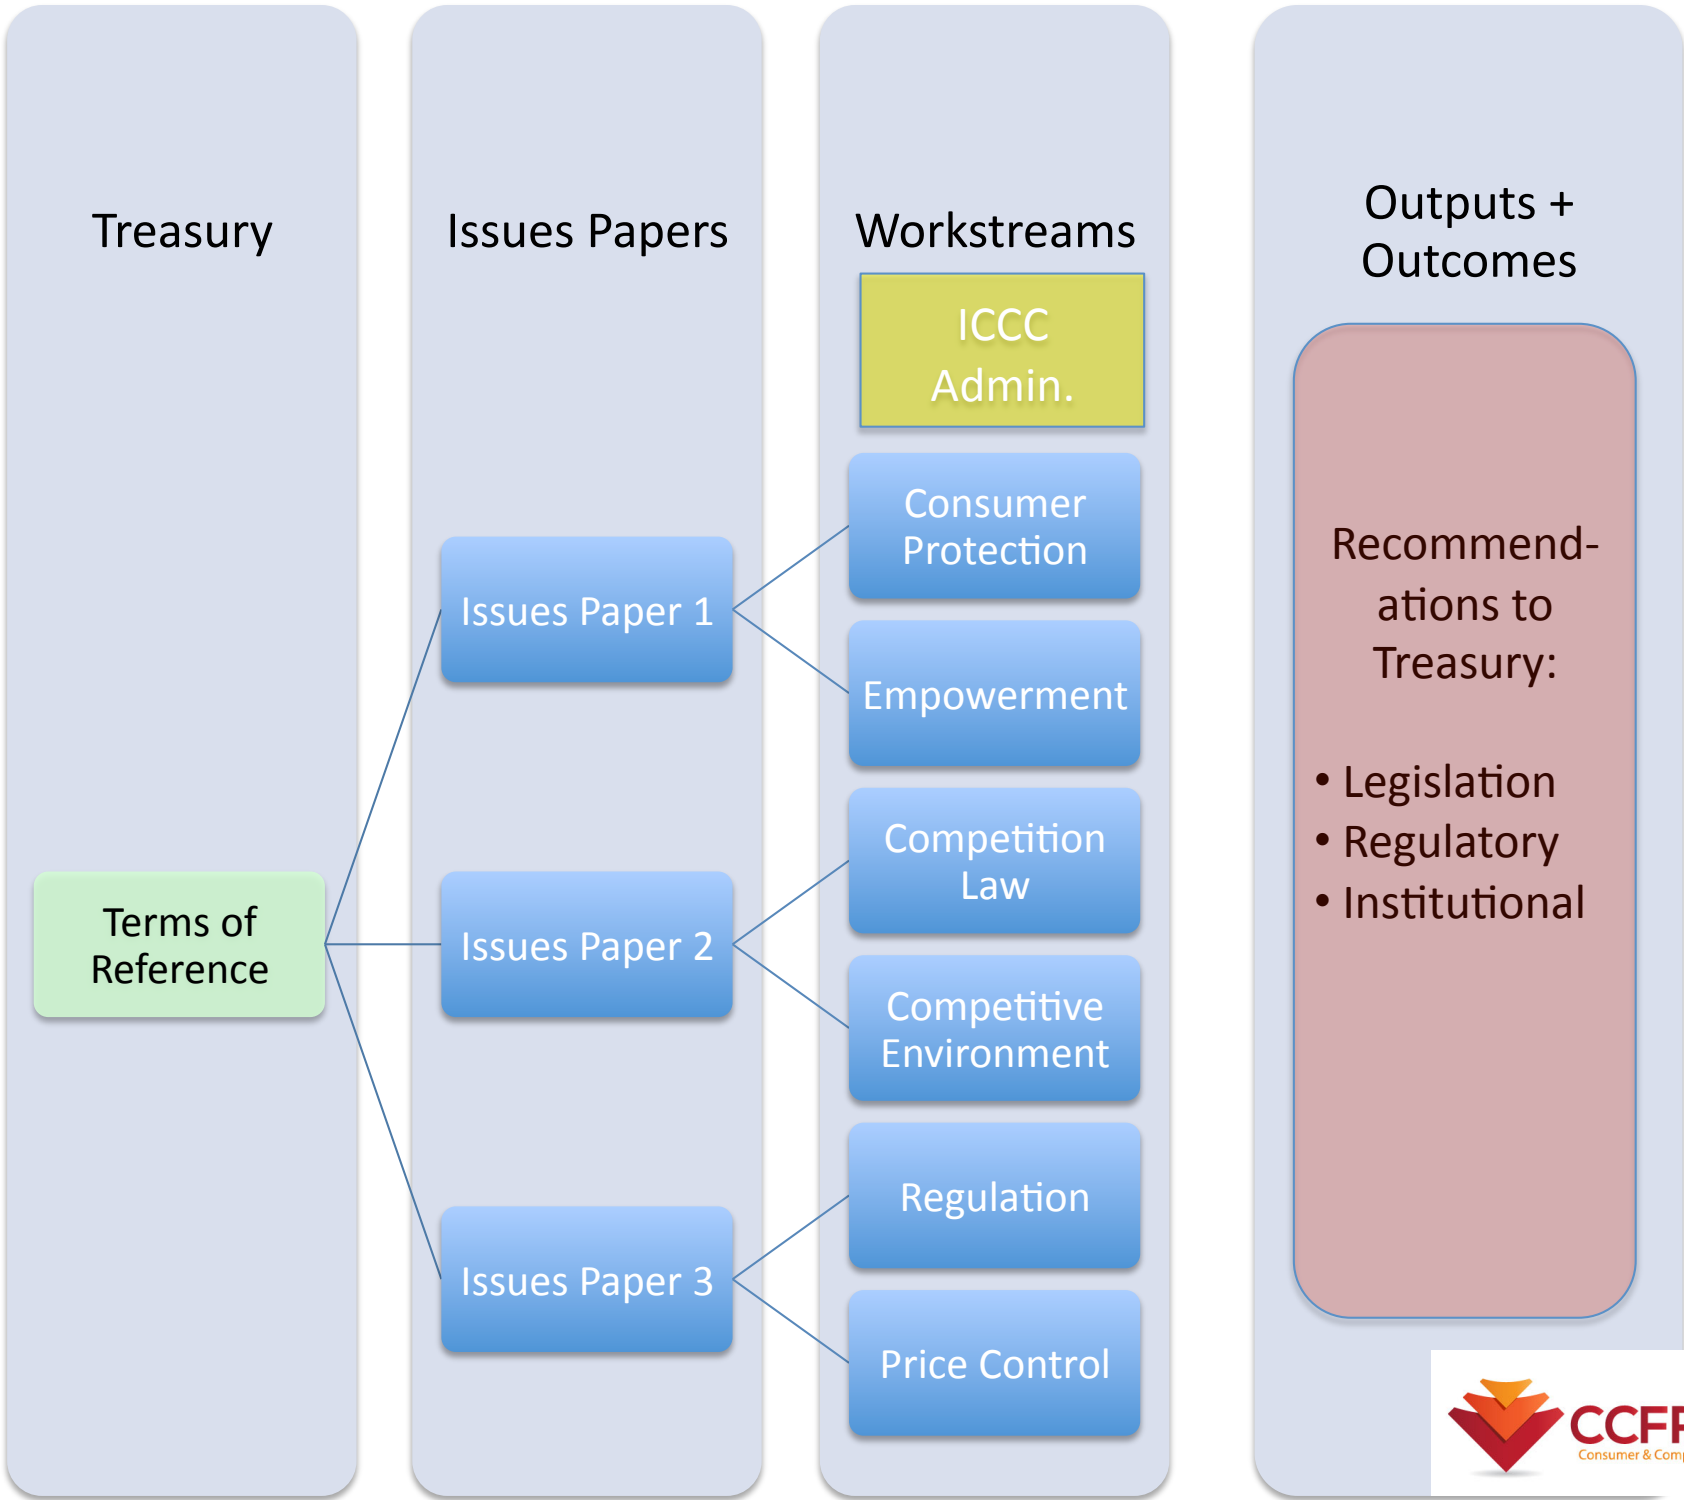 Treasury
Issues Papers
Workstreams
Outputs +
Outcomes
ICCC
Admin.
Consumer
Protection
Empowerment
Competition
Law
Competitive
Environment
Regulation
Price Control
Issues Paper 1
Issues Paper 2
Issues Paper 3
Terms of
Reference
Recommend-
ations to
Treasury:
• Legislation
• Regulatory
• Institutional
Consumer &